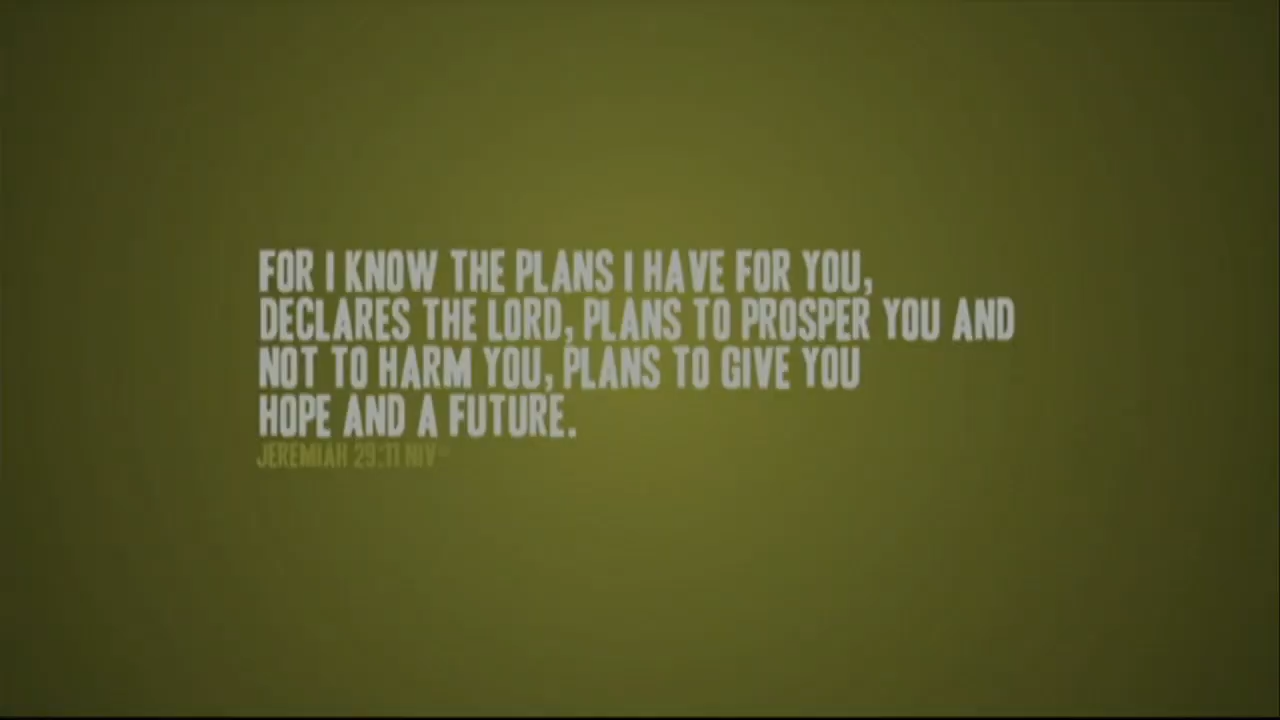 FOR I KNOW THE PLANS I HAVE FOR YOU,
DECLARES THE LORD, PLANS TO PROSPER YOU AND
NOT TO HARM YOU, PLANS TO GIVE YOU
HOPE AND A FUTURE.
JEREMIAH 29:11 NIV